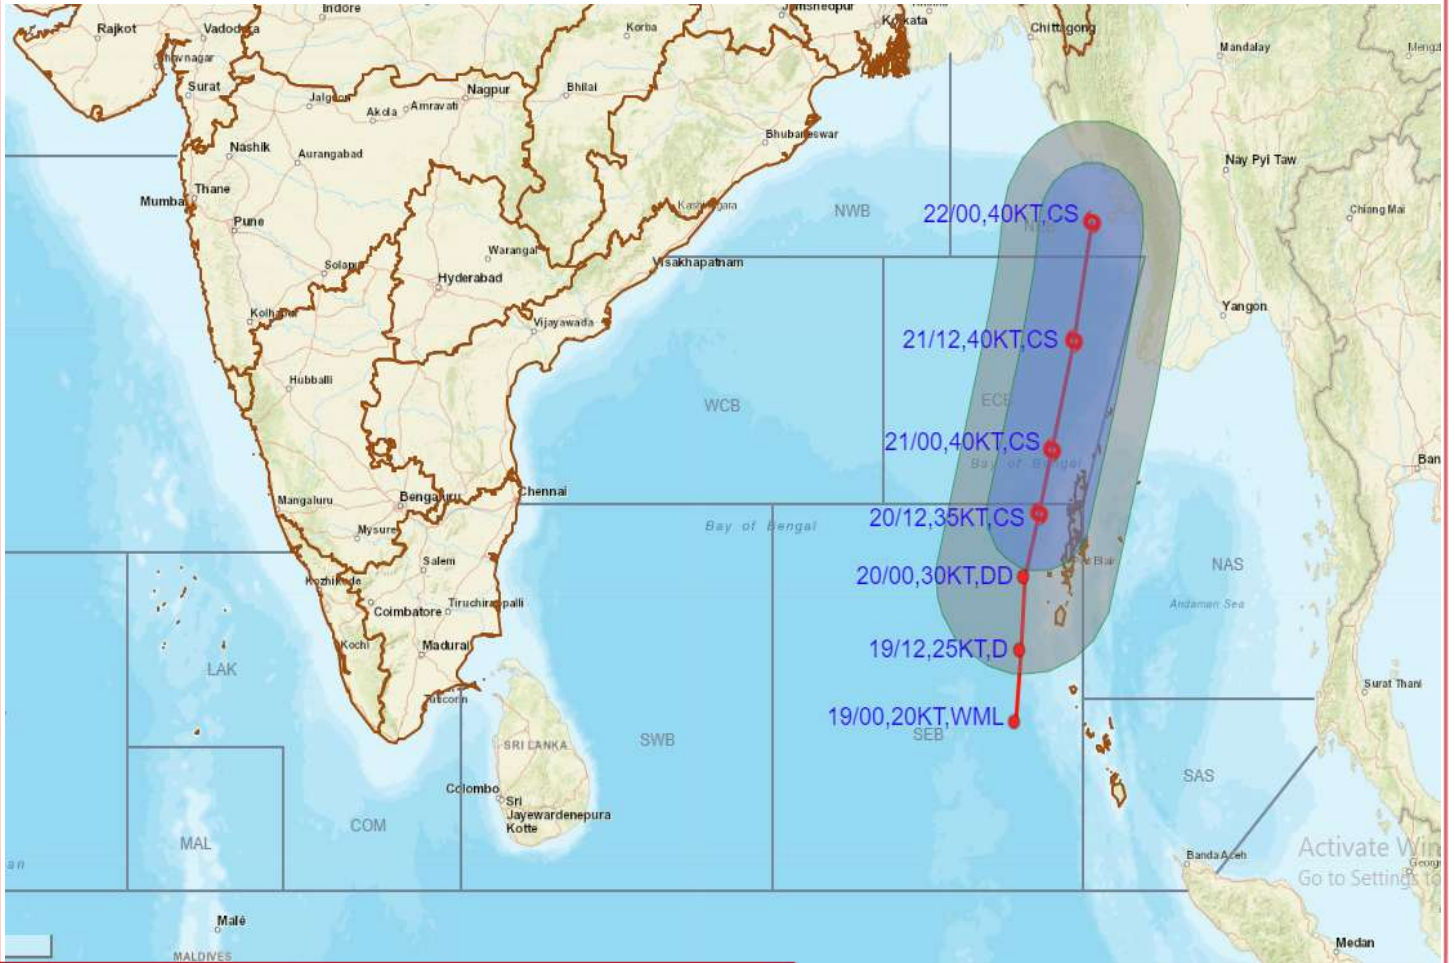 Indore
Jamshedpur
Kolkata
Rajkot
Vadodara
Korba
Chittagong
Mandalay
Bhavnagar
Surat
Jalgaon
Akola
Amravati
Nagpur
Bhilai
Bhubaneswar
Nashik
Aurangabad
Nay Pyi Taw
Mumbai
Thane
Pune
NWB
22/00,40KT,CS
Chiang Mai
Solapur
Warangal
Hyderabad
Visakhapatnam
Kolhapur
Vijayawada
Yangon
21/12,40KT,CS
Hubballi
WCB
ECB
21/00,40KT,CS
Bay of Bengal
Mangaluru
Bengaluru
Chennai
Mysuru
Bay of Bengal
20/12,35KT,CS
Kozhikode
Salem
20/00,30KT,DD
NAS
Andaman Sea
Coimbatore
Tiruchirappalli
Kochi
Madurai
19/12,25KT,D
LAK
Tuticorin
Surat Thani
19/00,20KT,WML
SEB
SWB
SRI LANKA
SAS
Colombo
Sri
Jayewardenepura
Kotte
COM
MAL
Banda Aceh
Activate Win
Go to Settings to
Malé
MALDIVES
Medan